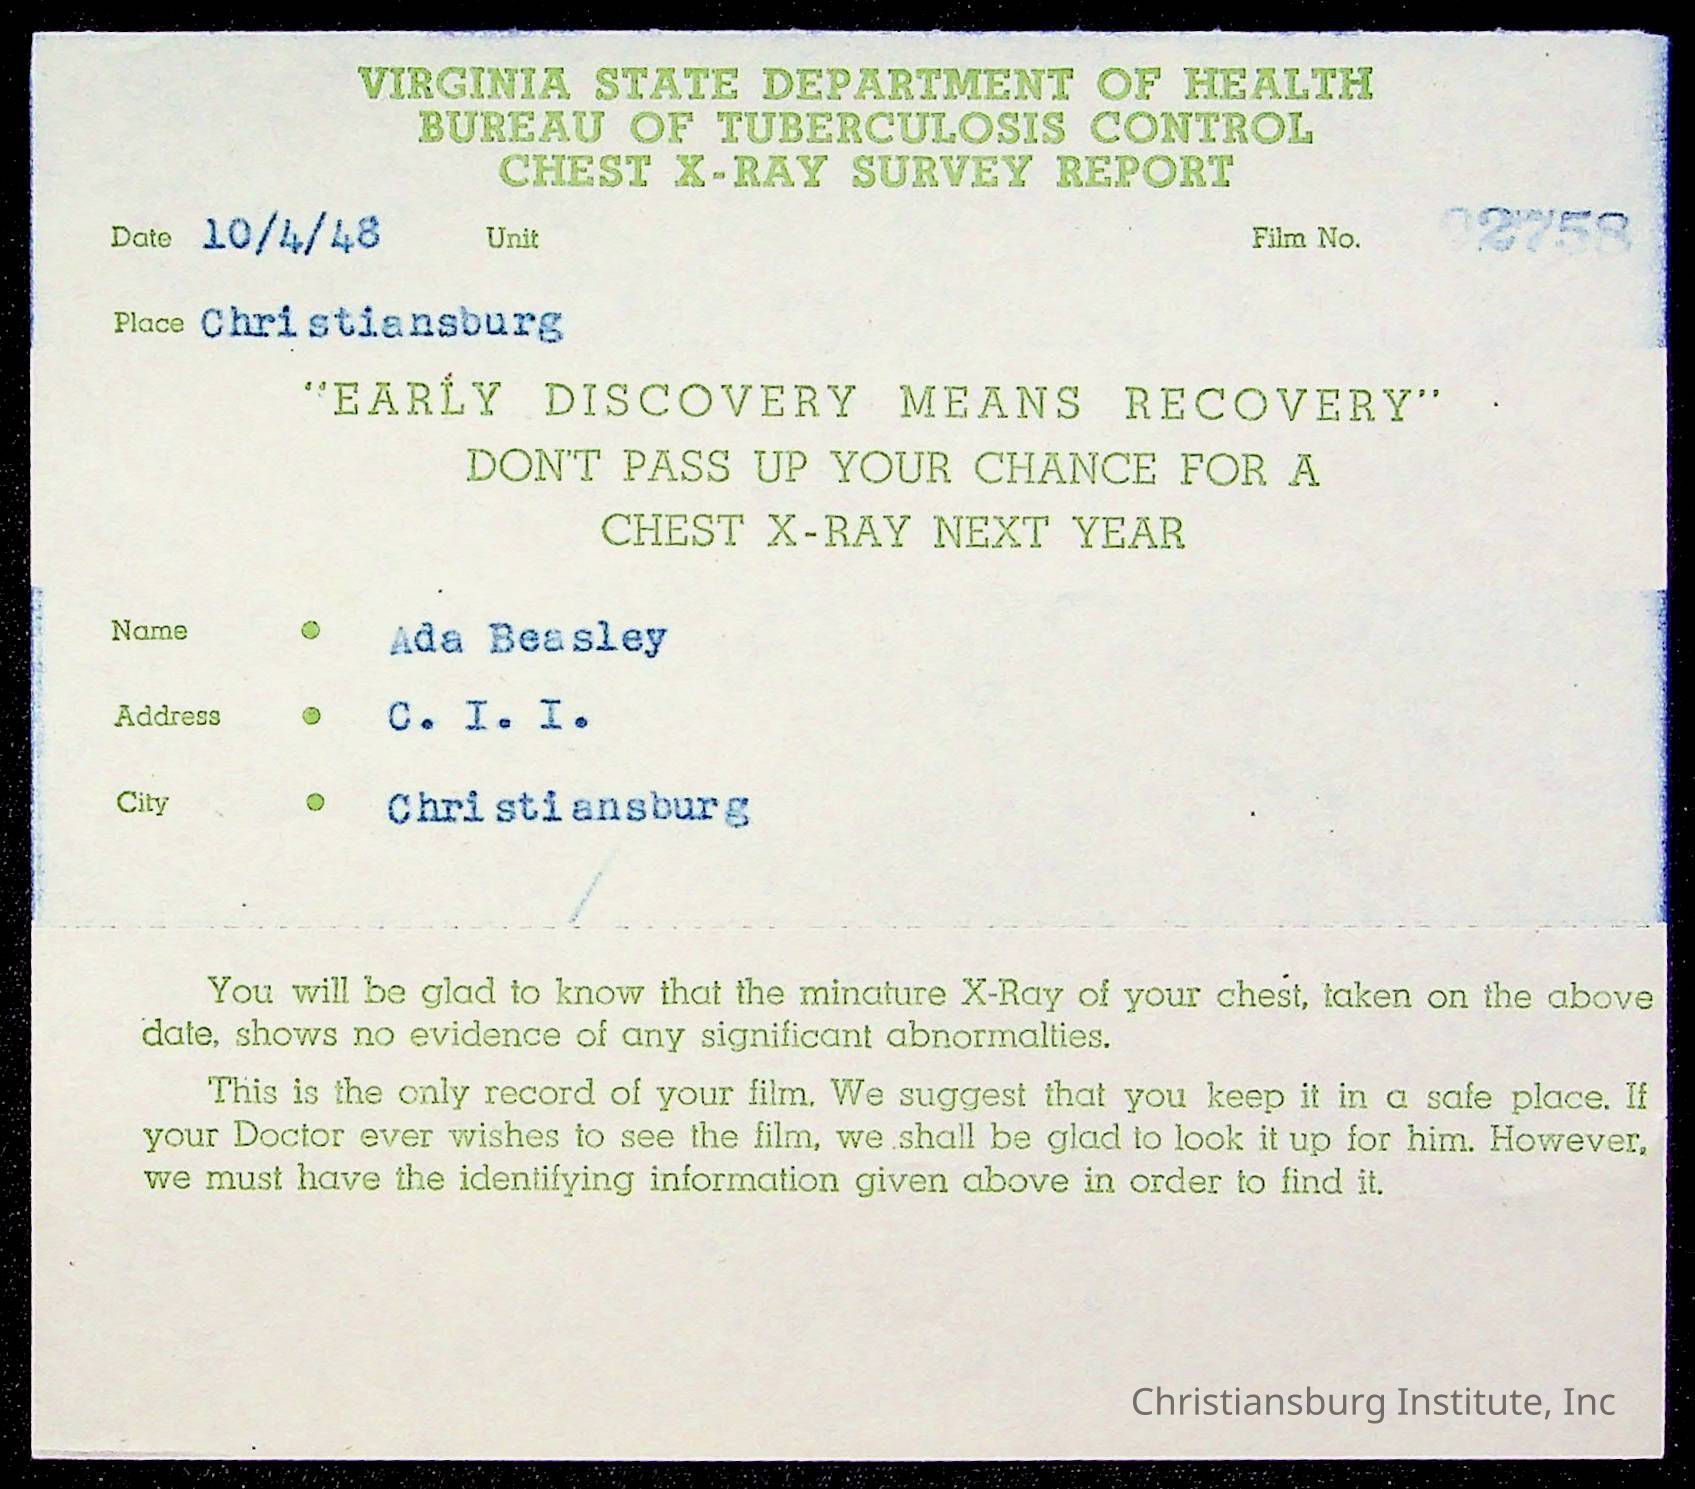 VIRGINIA STATE DEPARTMENT OF HEALTH
BUREAU OF TUBERCULOSIS CONTROL
CHEST X-RAY SURVEY REPORT
Date 10/4/48 Unit Film No. 2758
Place Christiansburg
"EARLY DISCOVERY MEANS RECOVERY"
DON'T PASS UP YOUR CHANCE FOR A
CHEST X-RAY NEXT YEAR
Name • Ada Beasley
Address • C. I. I.
City • Christiansburg
You will be glad to know that the minature X-Ray of your chest, taken on the above
date, shows no evidence of any significant abnormalties.
This is the only record of your film. We suggest that you keep it in a safe place. If
your Doctor ever wishes to see the film, we shall be glad to look it up for him. However,
we must have the identifying information given above in order to find it.
Christiansburg Institute, Inc